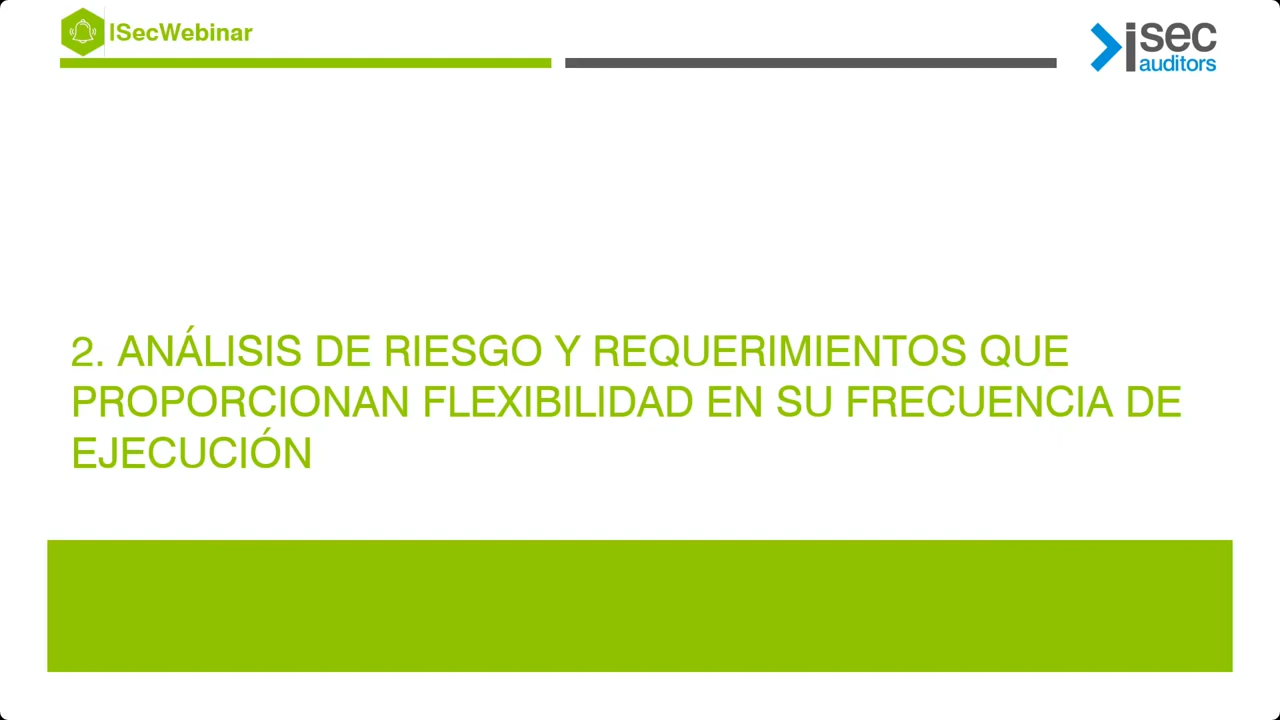 ISecWebinar
isec
auditors
2. ANÁLISIS DE RIESGO Y REQUERIMIENTOS QUE
PROPORCIONAN FLEXIBILIDAD EN SU FRECUENCIA DE
EJECUCIÓN